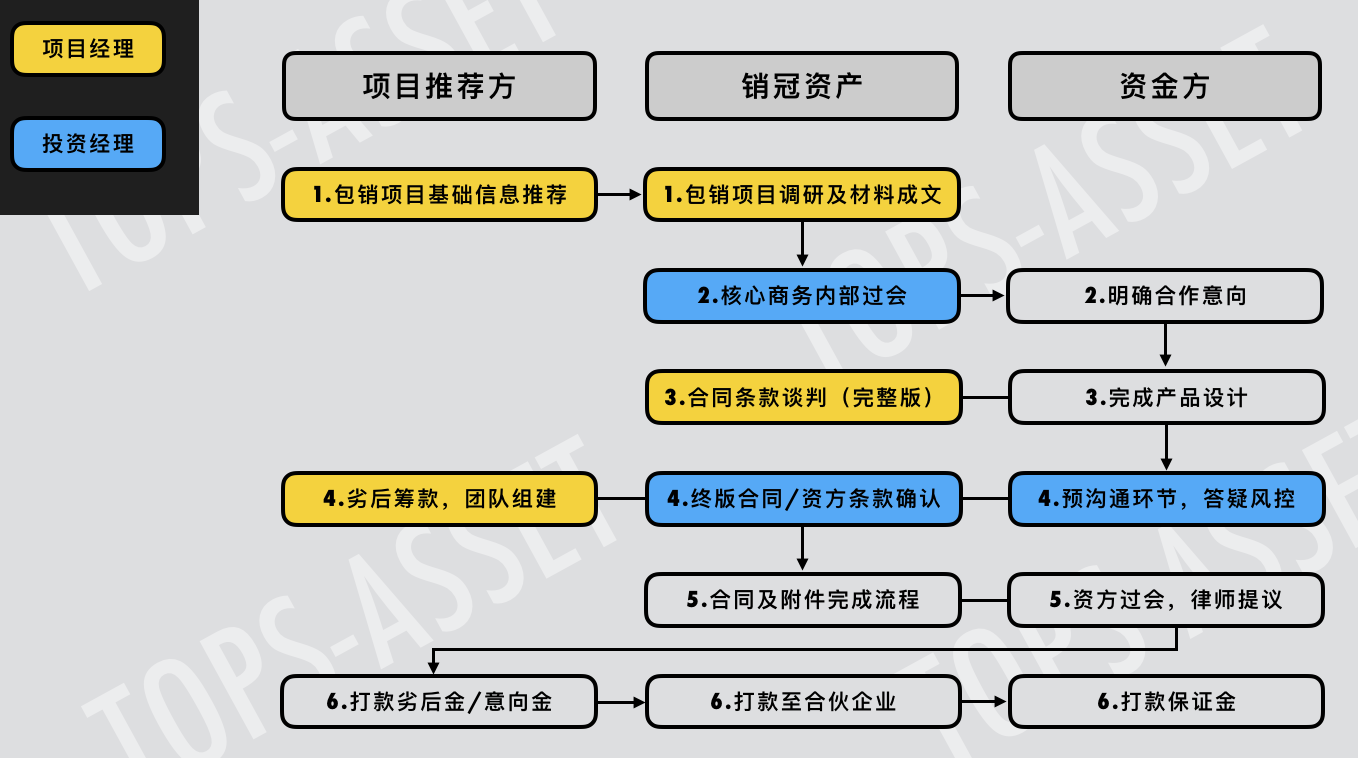 项目经理
投资经理
项目推荐方
销冠资产
资金方
1.包销项目基础信息推荐
1.包销项目调研及材料成文
2.核心商务内部过会
2.明确合作意向
3.合同条款谈判（完整版）
3.完成产品设计
4.劣后筹款，团队组建
4.终版合同/资方条款确认
4.预沟通环节，答疑风控
5.合同及附件完成流程
5.资方过会，律师提议
6.打款劣后金/意向金
6.打款至合伙企业
6.打款保证金
TOPS-ASSET
TOPS-ASSET
TOPS-ASSET
TOPS-ASSET